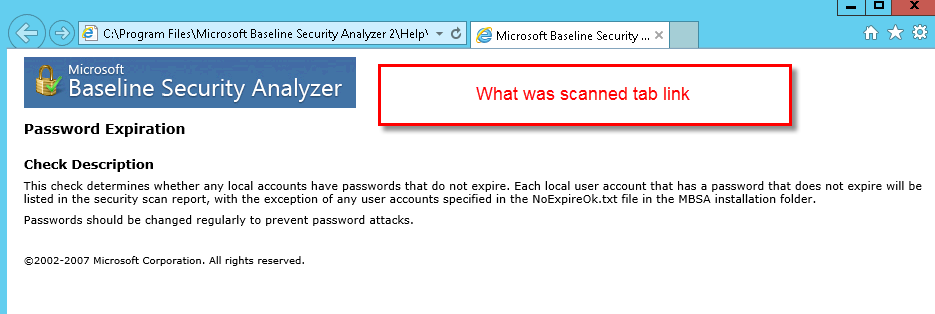 C:\Program Files\Microsoft Baseline Security Analyzer 2\Help\
Microsoft Baseline Security ...
Microsoft
Baseline Security Analyzer
What was scanned tab link
Password Expiration
Check Description
This check determines whether any local accounts have passwords that do not expire. Each local user account that has a password that does not expire will be
listed in the security scan report, with the exception of any user accounts specified in the NoExpireOk.txt file in the MBSA installation folder.
Passwords should be changed regularly to prevent password attacks.
©2002-2007 Microsoft Corporation. All rights reserved.